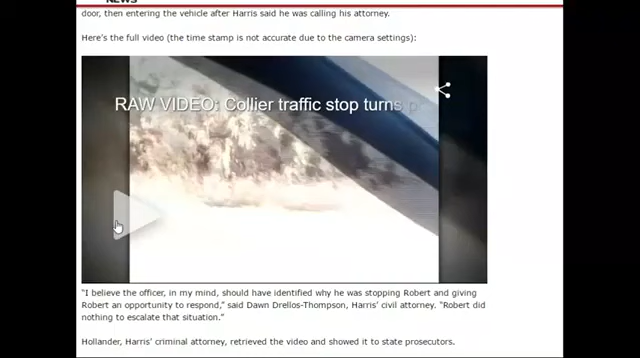 NEWS
door, then entering the vehicle after Harris said he was calling his attorney.
Here's the full video (the time stamp is not accurate due to the camera settings):
RAW VIDEO: Collier traffic stop turns p
"I believe the officer, in my mind, should have identified why he was stopping Robert and giving
Robert an opportunity to respond," said Dawn Drellos-Thompson, Harris' civil attorney. "Robert did
nothing to escalate that situation."
Hollander, Harris' criminal attorney, retrieved the video and showed it to state prosecutors.